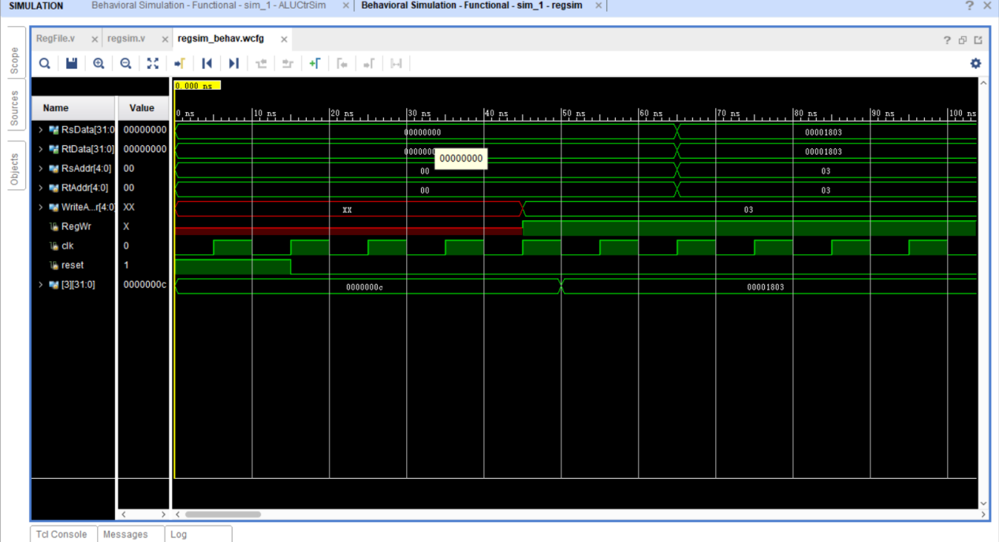 SIMULATION Behavioral Simulation - Functional - sim_1 - ALUCtrSim × Behavioral Simulation - Functional - sim_1 - regsim × ? ×
RegFile.v × regsim.v × regsim_behav.wcfg × ?
Scope
Sources
Objects
0.000 ns
Name Value 0 ns 10 ns 20 ns 30 ns 40 ns 50 ns 60 ns 70 ns 80 ns 90 ns 100 ns
> RsData[31:0 00000000 00000000 00001803
> RtData[31:0] 00000000 0000000 00001803
00000000
> RsAddr[4:0] 00 00 03
> RtAddr[4:0] 00 00 03
> WriteA...r[4:0 XX XX 03
RegWr X
clk 0
reset 1
> [3][31:0] 0000000c 0000000c 00001803
Tcl Console Messages Log